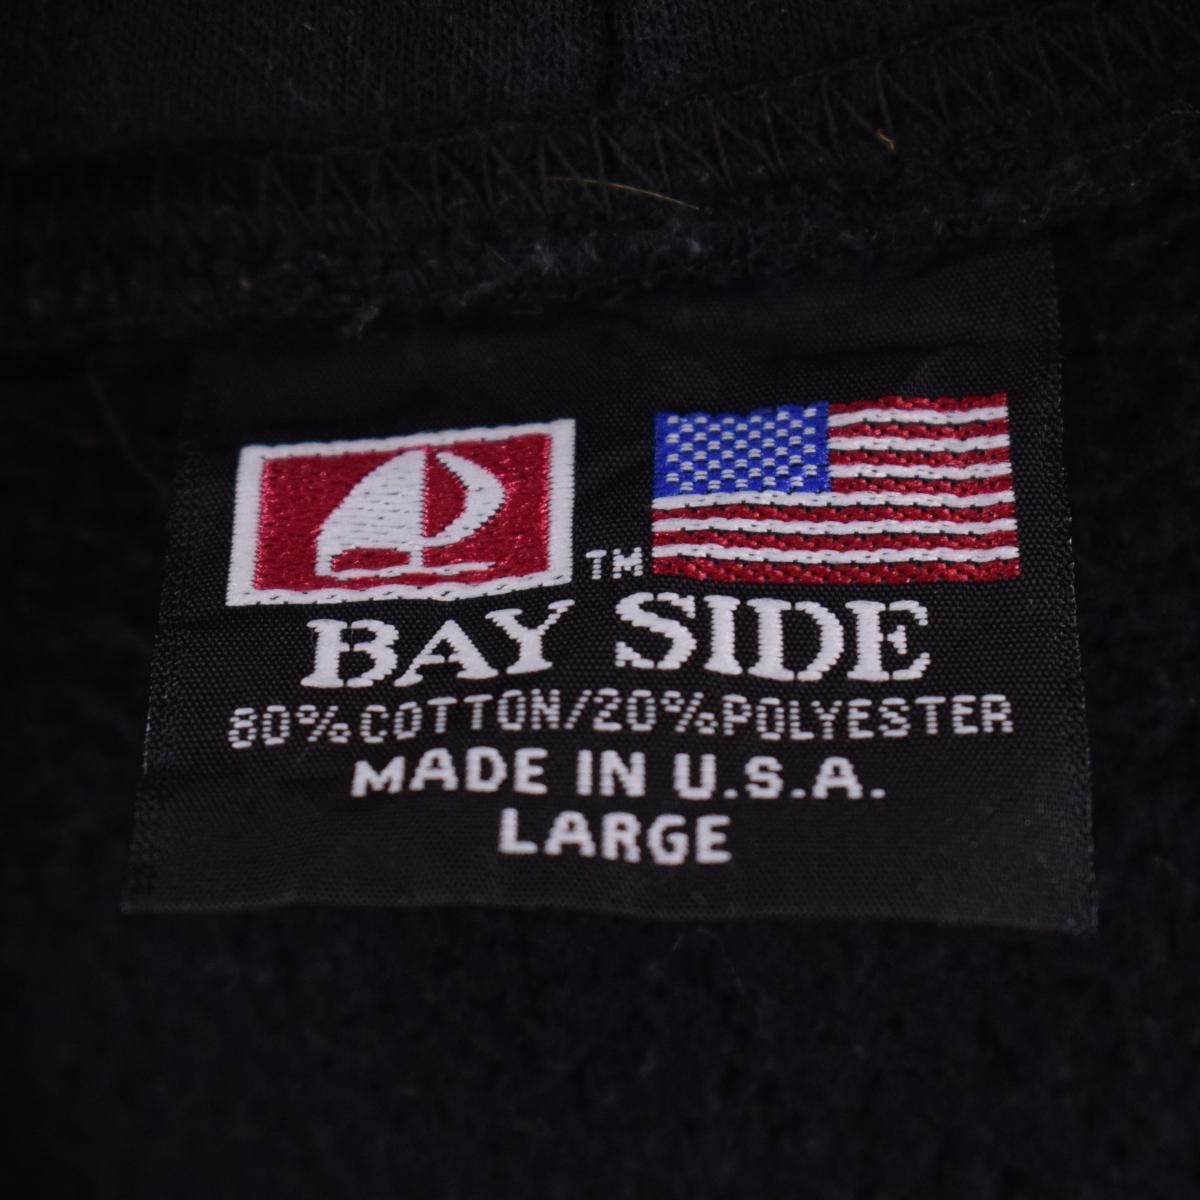 TM
BAY SIDE
80%COTTON/20%POLYESTER
MADE IN U.S.A.
LARGE